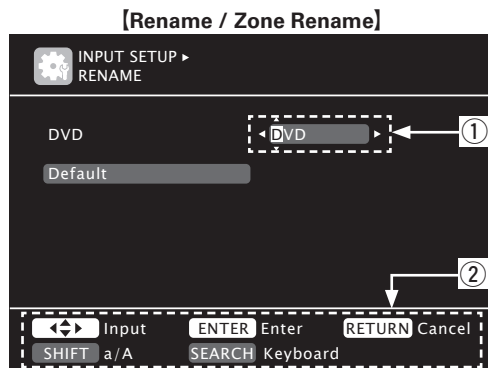 [Rename / Zone Rename]
INPUT SETUP ▸
RENAME
DVD ◂ DVD ▸ ①
Default
②
Input ENTER Enter RETURN Cancel
SHIFT a/A SEARCH Keyboard